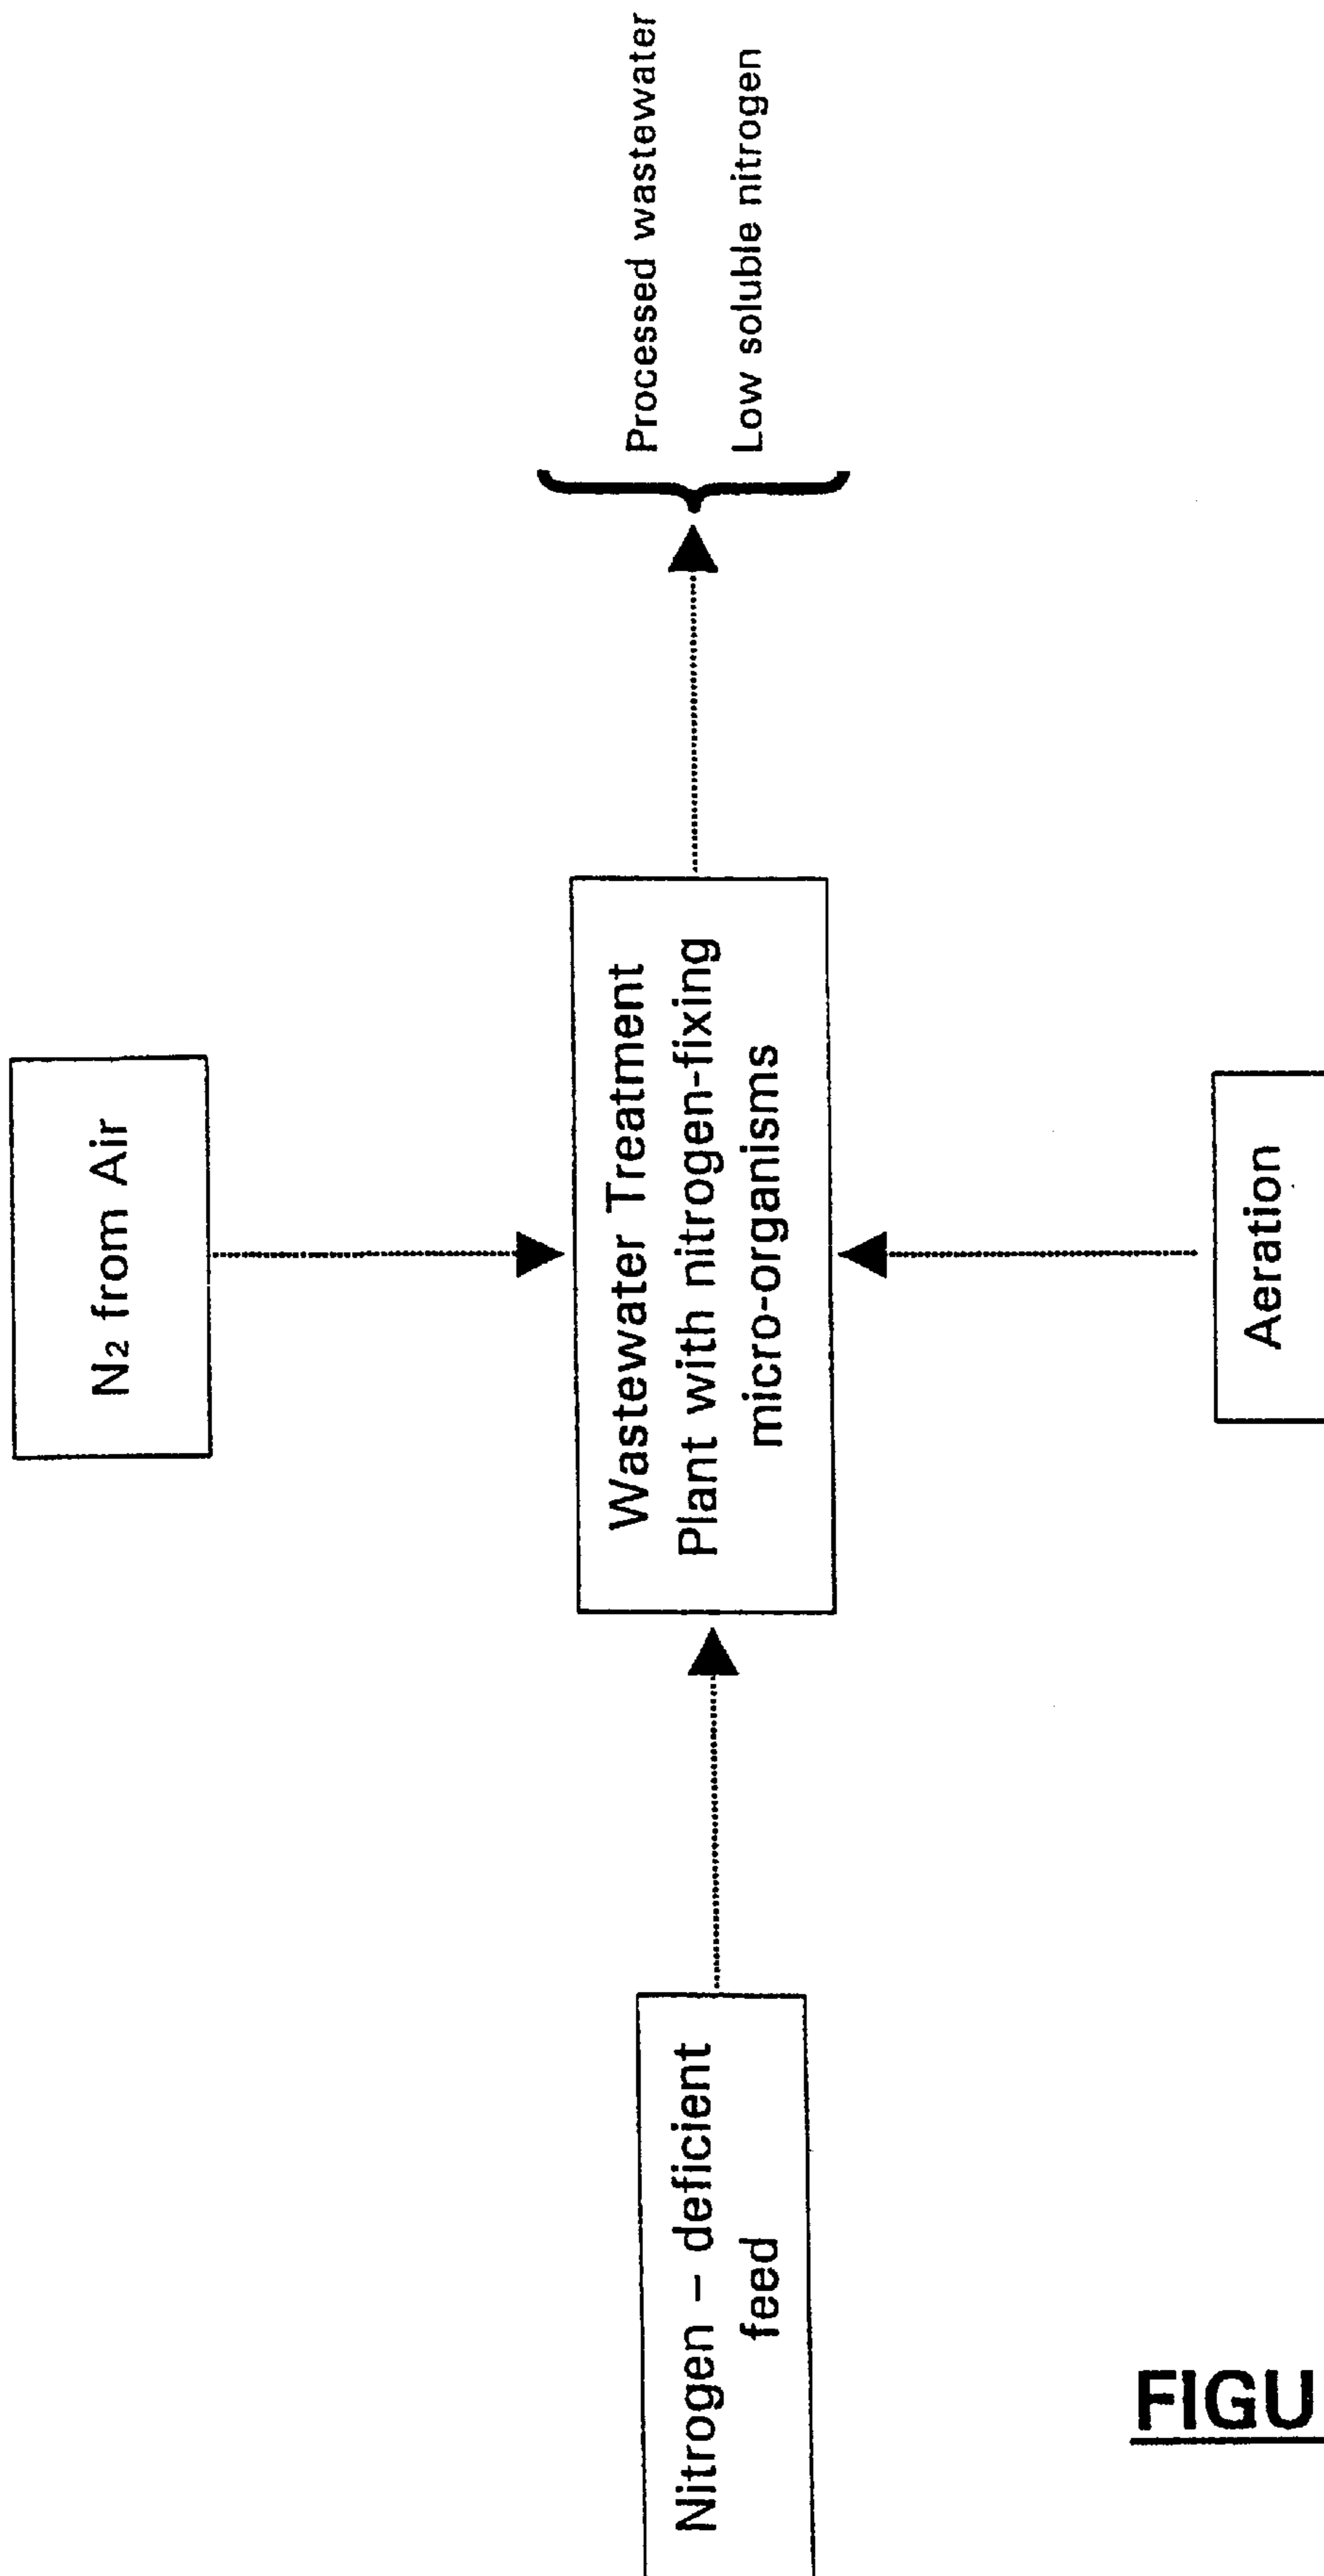 N2 from Air
Nitrogen – deficient
feed
Wastewater Treatment
Plant with nitrogen-fixing
micro-organisms
Processed wastewater
Low soluble nitrogen
Aeration
FIGU